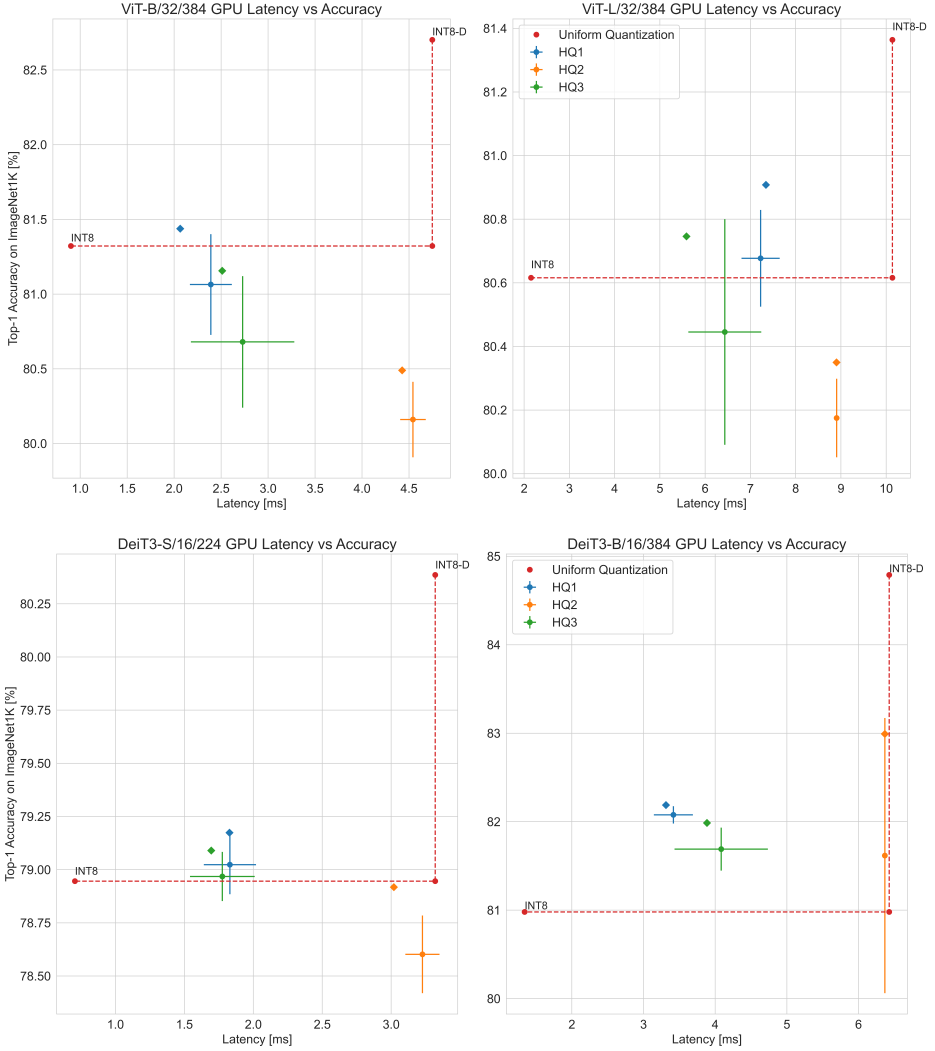 ViT-B/32/384 GPU Latency vs Accuracy
INT8-D
82.5
82.0
81.5
81.0
80.5
80.0
Top-1 Accuracy on ImageNet1K [%]
INT8
1.0 1.5 2.0 2.5 3.0 3.5 4.0 4.5
Latency [ms]
ViT-L/32/384 GPU Latency vs Accuracy
INT8-D
Uniform Quantization
HQ1
HQ2
HQ3
81.4
81.2
81.0
80.8
80.6
80.4
80.2
80.0
INT8
2 3 4 5 6 7 8 9 10
Latency [ms]
DeiT3-S/16/224 GPU Latency vs Accuracy
INT8-D
80.25
80.00
79.75
79.50
79.25
79.00
78.75
78.50
Top-1 Accuracy on ImageNet1K [%]
INT8
1.0 1.5 2.0 2.5 3.0
Latency [ms]
DeiT3-B/16/384 GPU Latency vs Accuracy
INT8-D
Uniform Quantization
HQ1
HQ2
HQ3
85
84
83
82
81
80
INT8
2 3 4 5 6
Latency [ms]